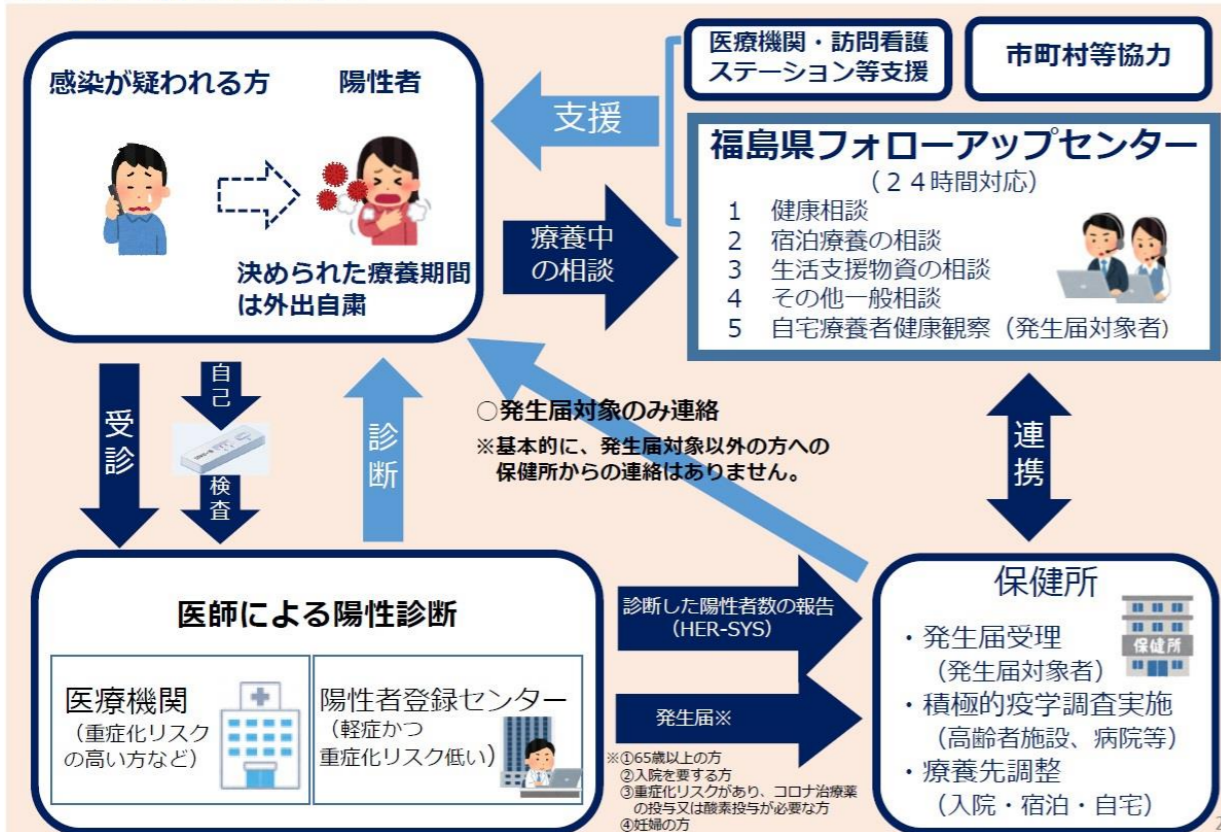 感染が疑われる方
陽性者
決められた療養期間
は外出自粛
支援
療養中
の相談
医療機関・訪問看護
ステーション等支援
市町村等協力
福島県フォローアップセンター
（２４時間対応）
1 健康相談
2 宿泊療養の相談
3 生活支援物資の相談
4 その他一般相談
5 自宅療養者健康観察（発生届対象者）
受診
自己
検査
診断
○発生届対象のみ連絡
※基本的に、発生届対象以外の方への
保健所からの連絡はありません。
連携
医師による陽性診断
医療機関
（重症化リスク
の高い方など）
陽性者登録センター
（軽症かつ
重症化リスク低い）
診断した陽性者数の報告
（HER-SYS）
発生届※
※①65歳以上の方
②入院を要する方
③重症化リスクがあり、コロナ治療薬
の投与又は酸素投与が必要な方
④妊婦の方
保健所
保健所
・発生届受理
（発生届対象者）
・積極的疫学調査実施
（高齢者施設、病院等）
・療養先調整
（入院・宿泊・自宅）
2